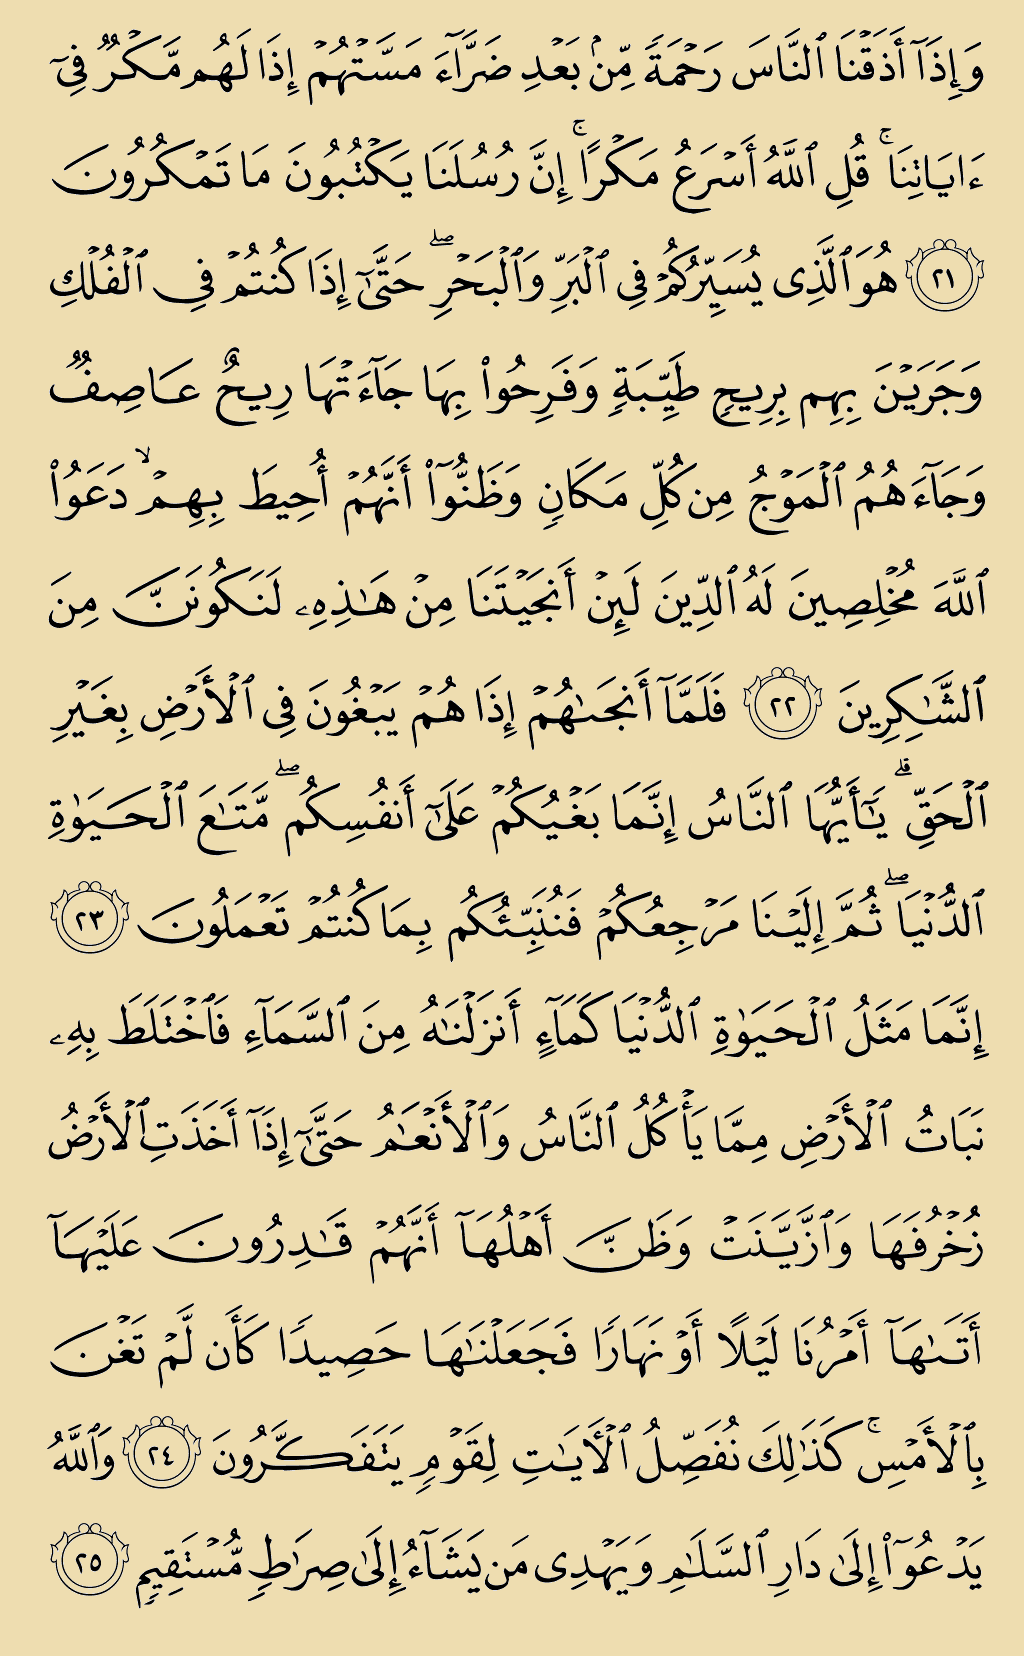 وَإِذَآ أَذَقْنَا ٱلنَّاسَ رَحْمَةً مِّنۢ بَعْدِ ضَرَّآءَ مَسَّتْهُمْ إِذَا لَهُم مَّكْرٌ فِىٓ
ءَايَاتِنَا ۚ قُلِ ٱللَّهُ أَسْرَعُ مَكْرًا ۚ إِنَّ رُسُلَنَا يَكْتُبُونَ مَا تَمْكُرُونَ
٢١ هُوَ ٱلَّذِى يُسَيِّرُكُمْ فِى ٱلْبَرِّ وَٱلْبَحْرِ ۖ حَتَّىٰٓ إِذَا كُنتُمْ فِى ٱلْفُلْكِ
وَجَرَيْنَ بِهِم بِرِيحٍ طَيِّبَةٍ وَفَرِحُوا۟ بِهَا جَآءَتْهَا رِيحٌ عَاصِفٌ
وَجَآءَهُمُ ٱلْمَوْجُ مِن كُلِّ مَكَانٍ وَظَنُّوٓا۟ أَنَّهُمْ أُحِيطَ بِهِمْ ۙ دَعَوُا۟
ٱللَّهَ مُخْلِصِينَ لَهُ ٱلدِّينَ لَئِنْ أَنجَيْتَنَا مِنْ هَـٰذِهِۦ لَنَكُونَنَّ مِنَ
ٱلشَّـٰكِرِينَ ٢٢ فَلَمَّآ أَنجَىٰهُمْ إِذَا هُمْ يَبْغُونَ فِى ٱلْأَرْضِ بِغَيْرِ
ٱلْحَقِّ ۗ يَـٰٓأَيُّهَا ٱلنَّاسُ إِنَّمَا بَغْيُكُمْ عَلَىٰٓ أَنفُسِكُم ۖ مَّتَـٰعَ ٱلْحَيَوٰةِ
ٱلدُّنْيَا ۖ ثُمَّ إِلَيْنَا مَرْجِعُكُمْ فَنُنَبِّئُكُم بِمَا كُنتُمْ تَعْمَلُونَ ٢٣
إِنَّمَا مَثَلُ ٱلْحَيَوٰةِ ٱلدُّنْيَا كَمَآءٍ أَنزَلْنَـٰهُ مِنَ ٱلسَّمَآءِ فَٱخْتَلَطَ بِهِۦ
نَبَاتُ ٱلْأَرْضِ مِمَّا يَأْكُلُ ٱلنَّاسُ وَٱلْأَنْعَـٰمُ حَتَّىٰٓ إِذَآ أَخَذَتِ ٱلْأَرْضُ
زُخْرُفَهَا وَٱزَّيَّنَتْ وَظَنَّ أَهْلُهَآ أَنَّهُمْ قَـٰدِرُونَ عَلَيْهَآ
أَتَىٰهَآ أَمْرُنَا لَيْلًا أَوْ نَهَارًا فَجَعَلْنَـٰهَا حَصِيدًا كَأَن لَّمْ تَغْنَ
بِٱلْأَمْسِ ۚ كَذَٰلِكَ نُفَصِّلُ ٱلْـَٔايَـٰتِ لِقَوْمٍ يَتَفَكَّرُونَ ٢٤ وَٱللَّهُ
يَدْعُوٓا۟ إِلَىٰ دَارِ ٱلسَّلَـٰمِ وَيَهْدِى مَن يَشَآءُ إِلَىٰ صِرَٰطٍ مُّسْتَقِيمٍ ٢٥